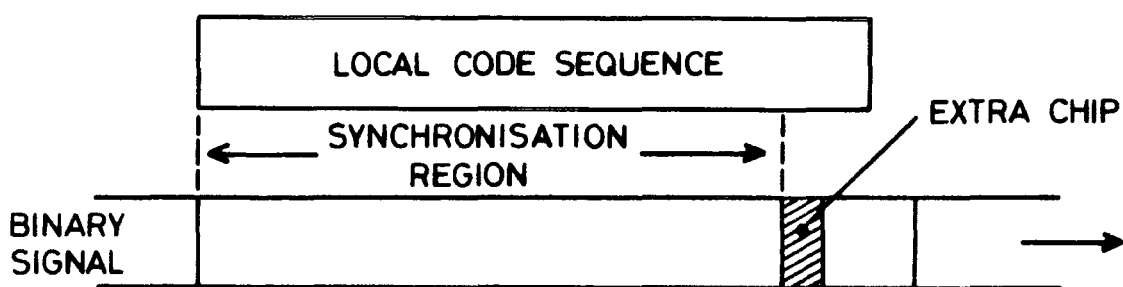 LOCAL CODE SEQUENCE
EXTRA CHIP
SYNCHRONISATION
REGION
BINARY
SIGNAL